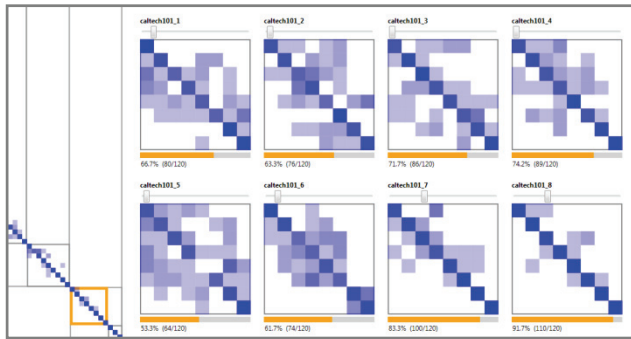 caltech101_1
caltech101_2
caltech101_3
caltech101_4
66.7% (80/120)
63.3% (76/120)
71.7% (86/120)
74.2% (89/120)
caltech101_5
caltech101_6
caltech101_7
caltech101_8
53.3% (64/120)
61.7% (74/120)
83.3% (100/120)
91.7% (110/120)